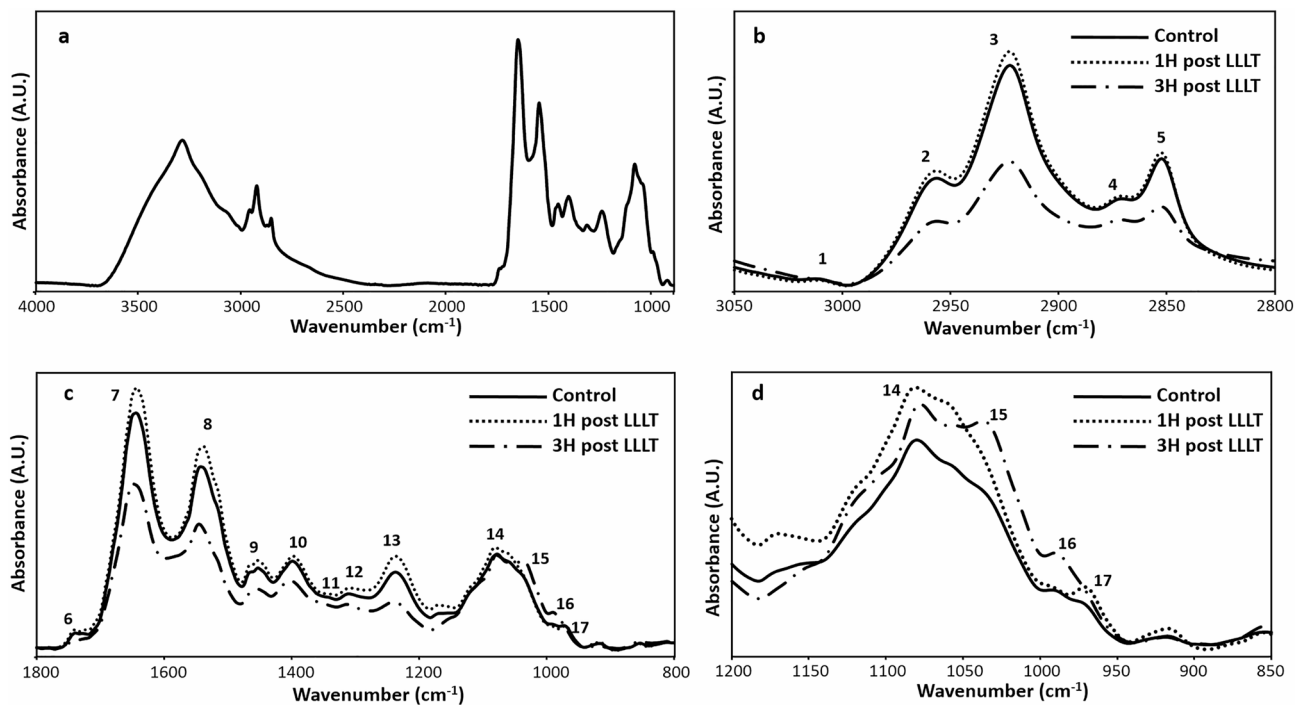 a
Absorbance (A.U.)
4000 3500 3000 2500 2000 1500 1000
Wavenumber (cm-1)
b
Control
1H post LLLT
3H post LLLT
1 2 3 4 5
Absorbance (A.U.)
3050 3000 2950 2900 2850 2800
Wavenumber (cm-1)
c
Control
1H post LLLT
3H post LLLT
6 7 8 9 10 11 12 13 14 15 16 17
Absorbance (A.U.)
1800 1600 1400 1200 1000 800
Wavenumber (cm-1)
d
Control
1H post LLLT
3H post LLLT
14 15 16 17
Absorbance (A.U.)
1200 1150 1100 1050 1000 950 900 850
Wavenumber (cm-1)